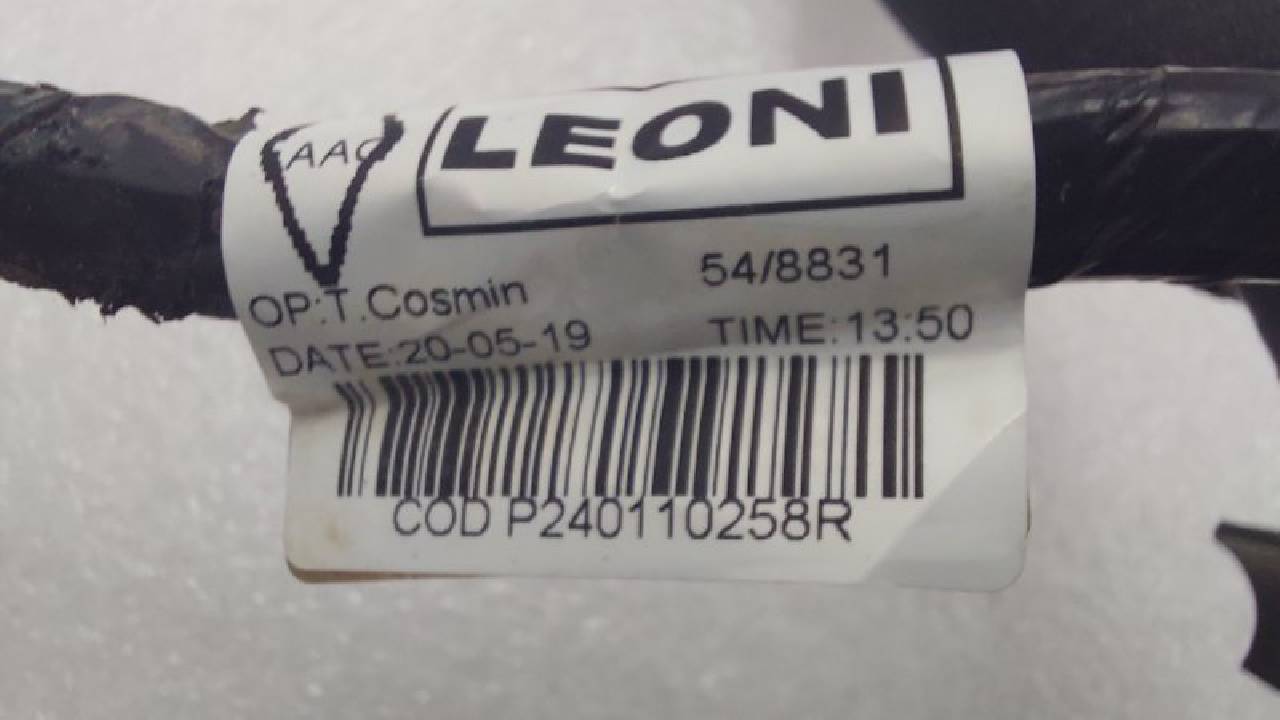 AAC
LEONI
54/8831
OP:T.Cosmin
DATE:20-05-19 TIME:13:50
COD P240110258R